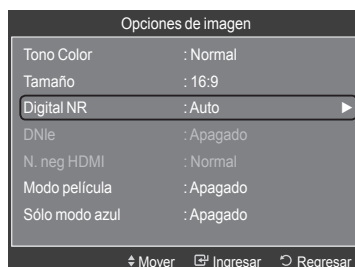 Opciones de imagen
Tono Color : Normal
Tamaño : 16:9
Digital NR : Auto ►
DNIe : Apagado
N. neg HDMI : Normal
Modo película : Apagado
Sólo modo azul : Apagado
Mover Ingresar Regresar